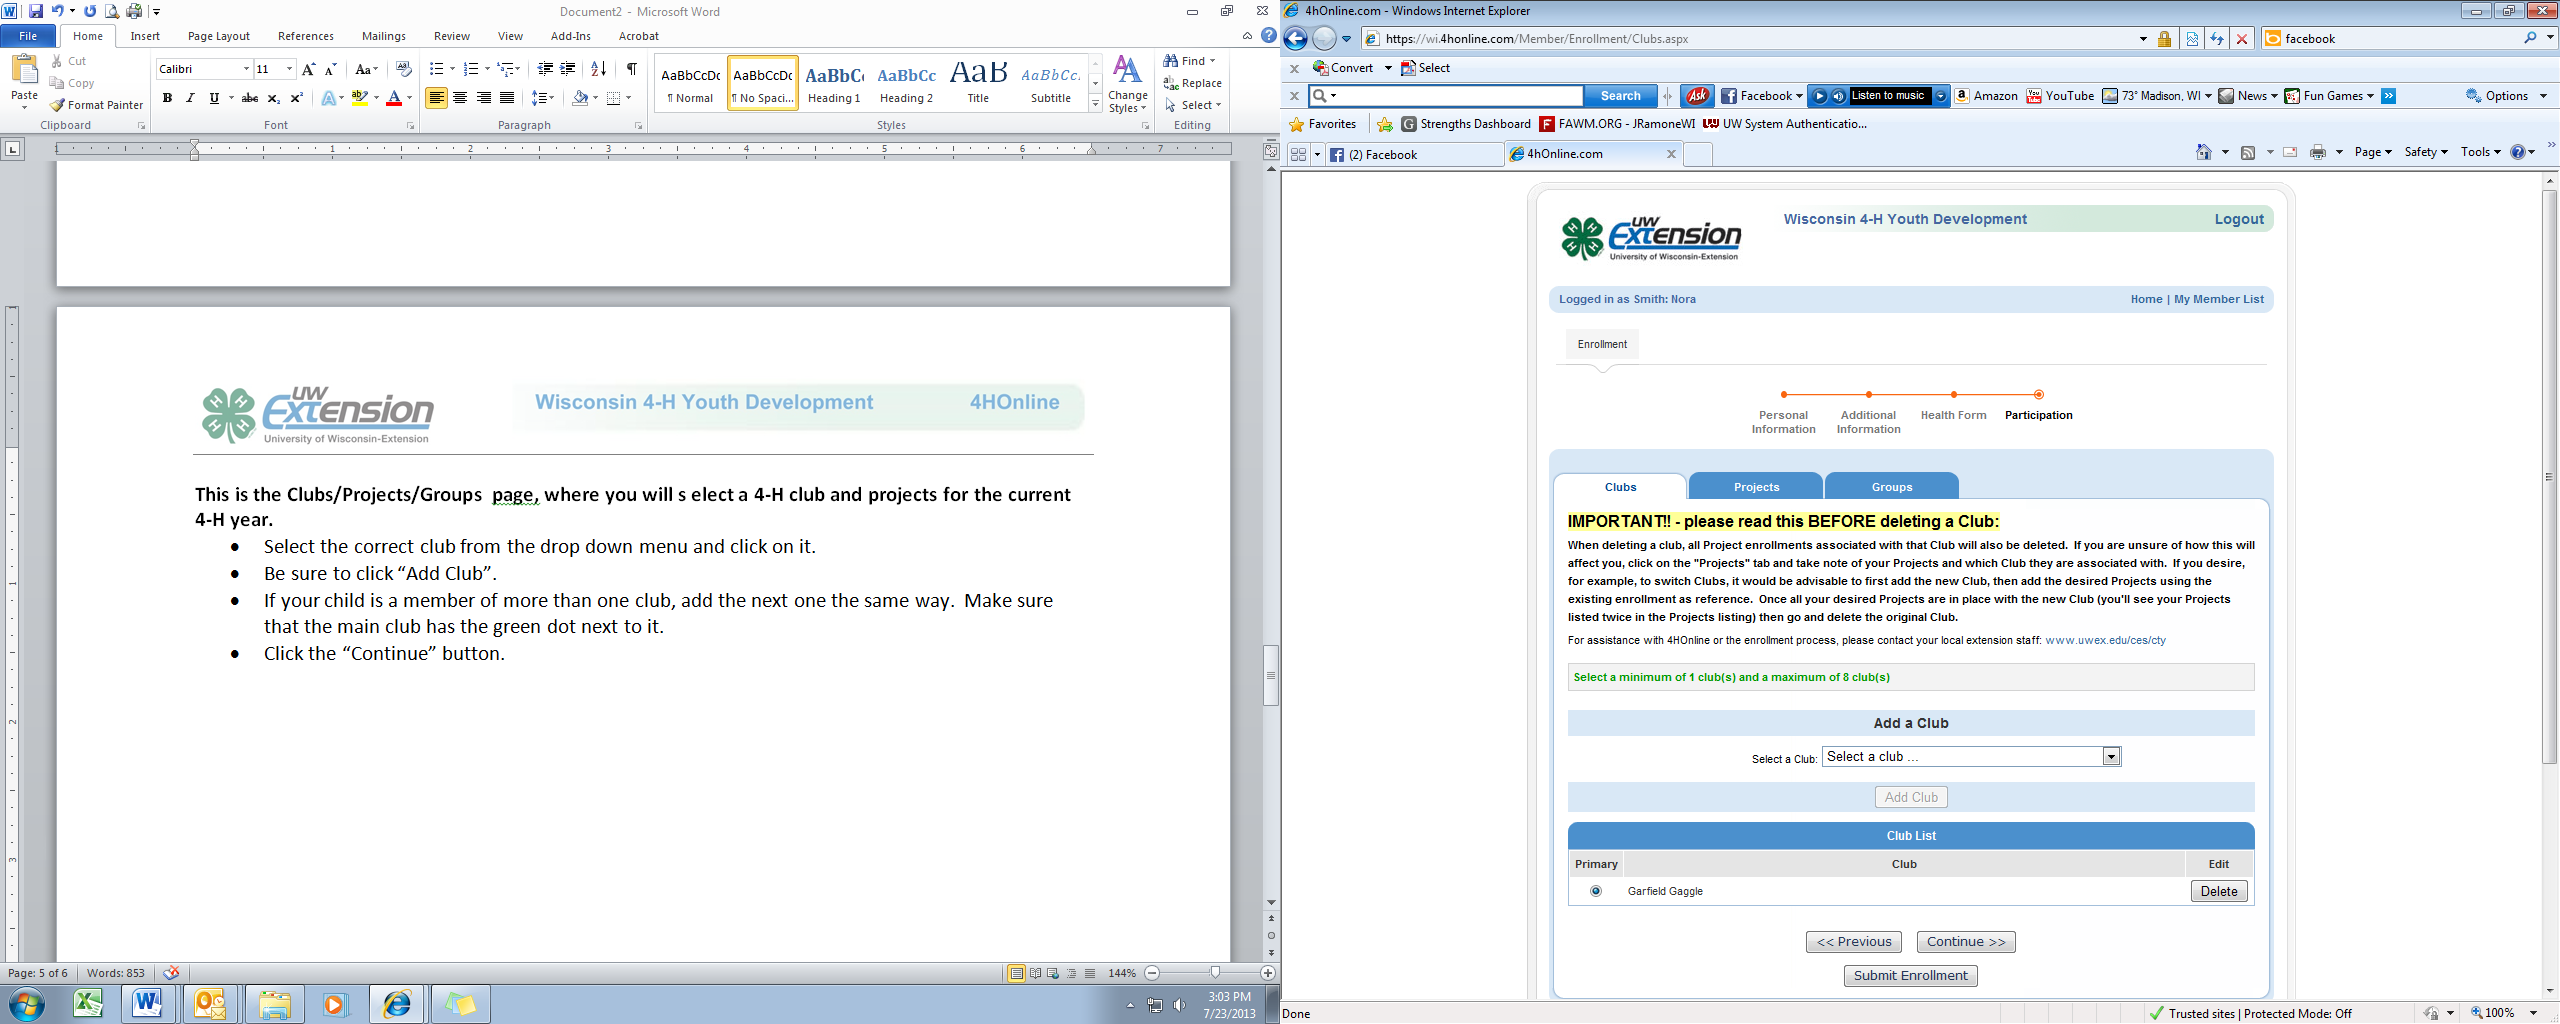 Document2 - Microsoft Word
File Home Insert Page Layout References Mailings Review View Add-Ins Acrobat
Paste
Cut
Copy
Format Painter
Clipboard
Calibri 11
Font
Paragraph
AaBbCcDc AaBbCcDc AaBbC AaBbCc AaB AaBbCc
¶ Normal ¶ No Spaci... Heading 1 Heading 2 Title Subtitle
Change
Styles
Styles
Find
Replace
Select
Editing
UW
Extension
University of Wisconsin-Extension
Wisconsin 4-H Youth Development 4HOnline
This is the Clubs/Projects/Groups page, where you will s elect a 4-H club and projects for the current
4-H year.
• Select the correct club from the drop down menu and click on it.
• Be sure to click “Add Club”.
• If your child is a member of more than one club, add the next one the same way. Make sure
that the main club has the green dot next to it.
• Click the “Continue” button.
Page: 5 of 6 Words: 853 144%
3:03 PM
7/23/2013
4hOnline.com - Windows Internet Explorer
https://wi.4honline.com/Member/Enrollment/Clubs.aspx
facebook
Convert Select
Search Ask Facebook Listen to music Amazon YouTube 73° Madison, WI News Fun Games Options
Favorites Strengths Dashboard FAWM.ORG - JRamoneWI UW System Authenticatio...
(2) Facebook 4hOnline.com Page Safety Tools
UW
Extension
University of Wisconsin-Extension
Wisconsin 4-H Youth Development Logout
Logged in as Smith: Nora Home | My Member List
Enrollment
Personal
Information
Additional
Information
Health Form
Participation
Clubs Projects Groups
IMPORTANT!! - please read this BEFORE deleting a Club:
When deleting a club, all Project enrollments associated with that Club will also be deleted. If you are unsure of how this will
affect you, click on the "Projects" tab and take note of your Projects and which Club they are associated with. If you desire,
for example, to switch Clubs, it would be advisable to first add the new Club, then add the desired Projects using the
existing enrollment as reference. Once all your desired Projects are in place with the new Club (you'll see your Projects
listed twice in the Projects listing) then go and delete the original Club.
For assistance with 4HOnline or the enrollment process, please contact your local extension staff: www.uwex.edu/ces/cty
Select a minimum of 1 club(s) and a maximum of 8 club(s)
Add a Club
Select a Club: Select a club ...
Add Club
Club List
Primary Club Edit
Garfield Gaggle Delete
<< Previous Continue >>
Submit Enrollment
Done Trusted sites | Protected Mode: Off 100%